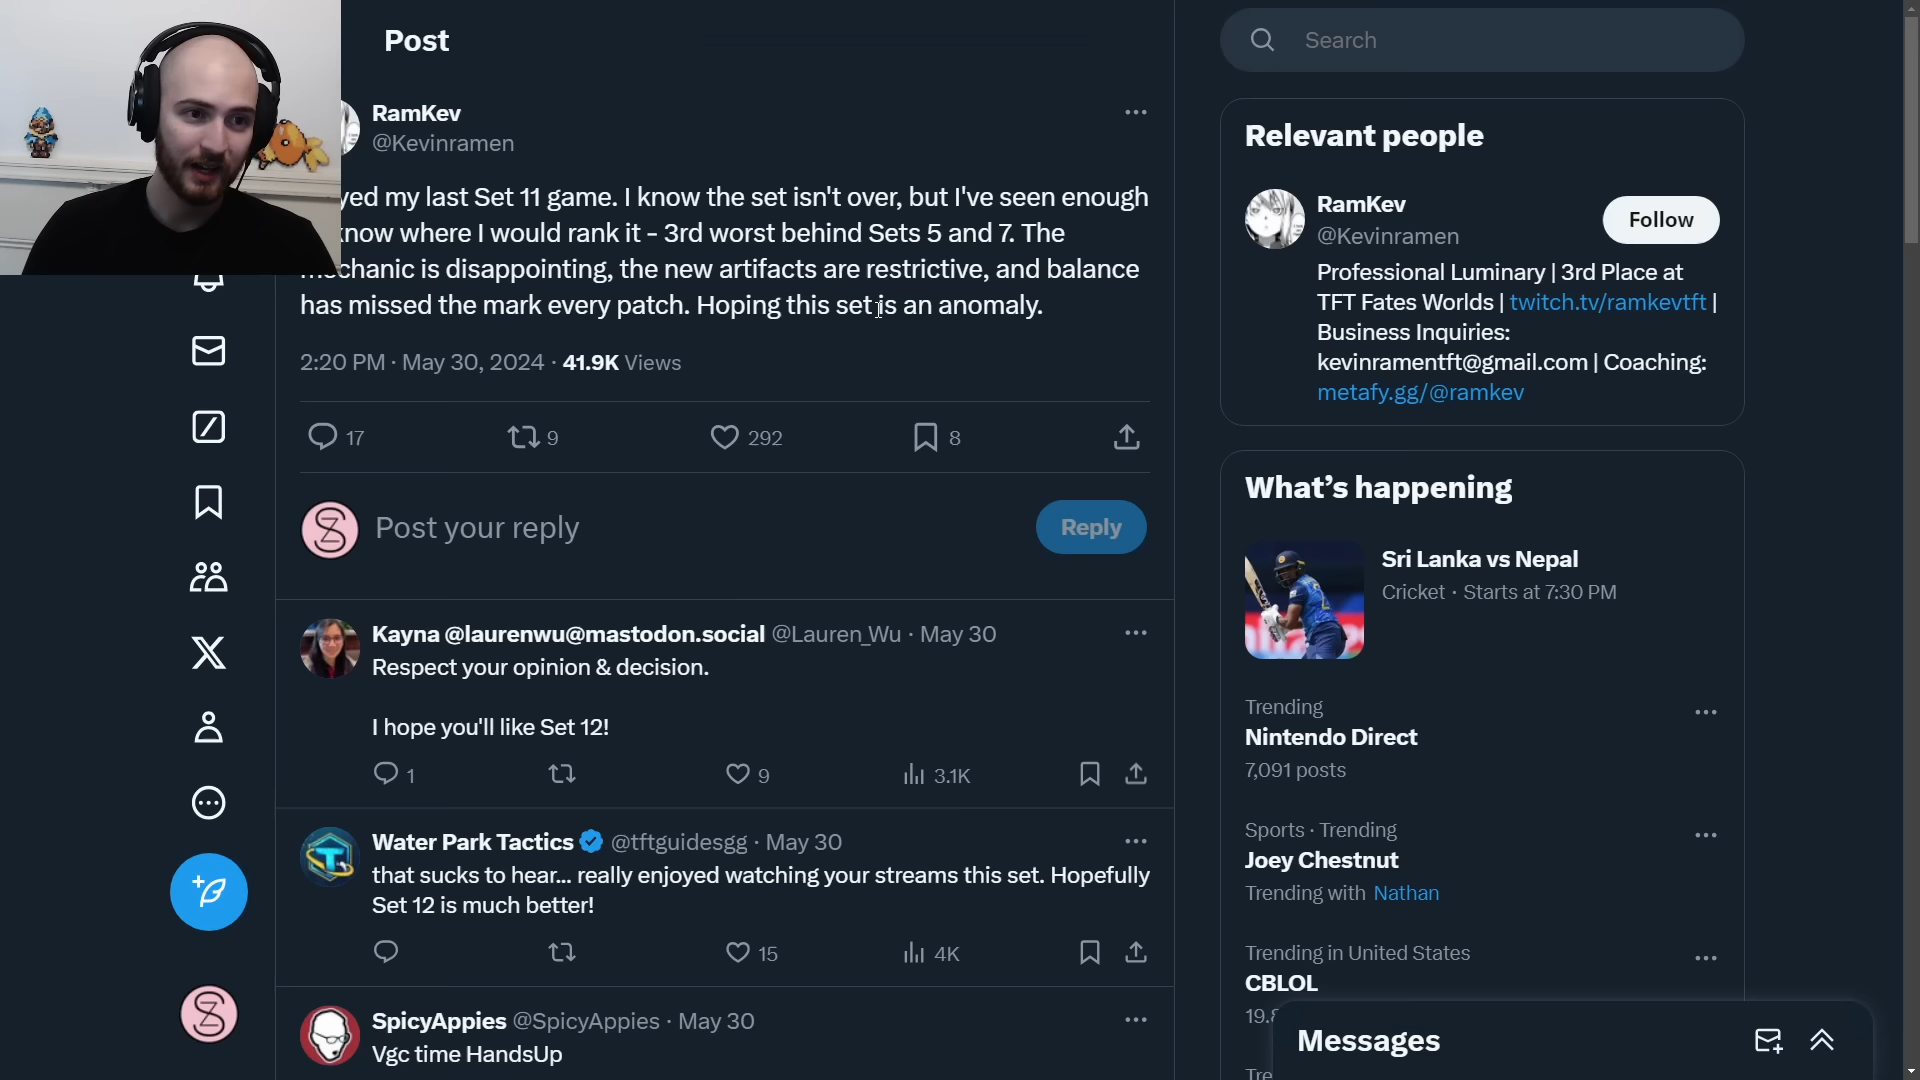 Post
RamKev
@Kevinramen
my last Set 11 game. I know the set isn't over, but I've seen enough
know where I would rank it - 3rd worst behind Sets 5 and 7. The
mechanic is disappointing, the new artifacts are restrictive, and balance
has missed the mark every patch. Hoping this set is an anomaly.
2:20 PM · May 30, 2024 · 41.9K Views
17
9
292
8
Post your reply
Reply
Kayna @laurenwu@mastodon.social @Lauren_Wu · May 30
Respect your opinion & decision.
I hope you'll like Set 12!
1
9
3.1K
Water Park Tactics @tftguidesgg · May 30
that sucks to hear... really enjoyed watching your streams this set. Hopefully
Set 12 is much better!
15
4K
SpicyAppies @SpicyAppies · May 30
Vgc time HandsUp
Search
Relevant people
RamKev
@Kevinramen
Follow
Professional Luminary | 3rd Place at
TFT Fates Worlds | twitch.tv/ramkevtft |
Business Inquiries:
kevinramentft@gmail.com | Coaching:
metafy.gg/@ramkev
What's happening
Sri Lanka vs Nepal
Cricket · Starts at 7:30 PM
Trending
Nintendo Direct
7,091 posts
Sports · Trending
Joey Chestnut
Trending with Nathan
Trending in United States
CBLOL
Messages